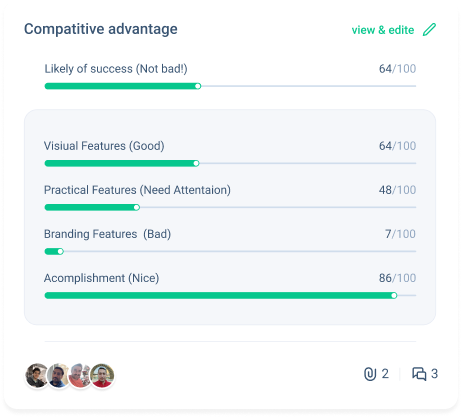 Compatitive advantage view & edite
Likely of success (Not bad!) 64/100
Visiual Features (Good) 64/100
Practical Features (Need Attentaion) 48/100
Branding Features (Bad) 7/100
Acomplishment (Nice) 86/100
2 3